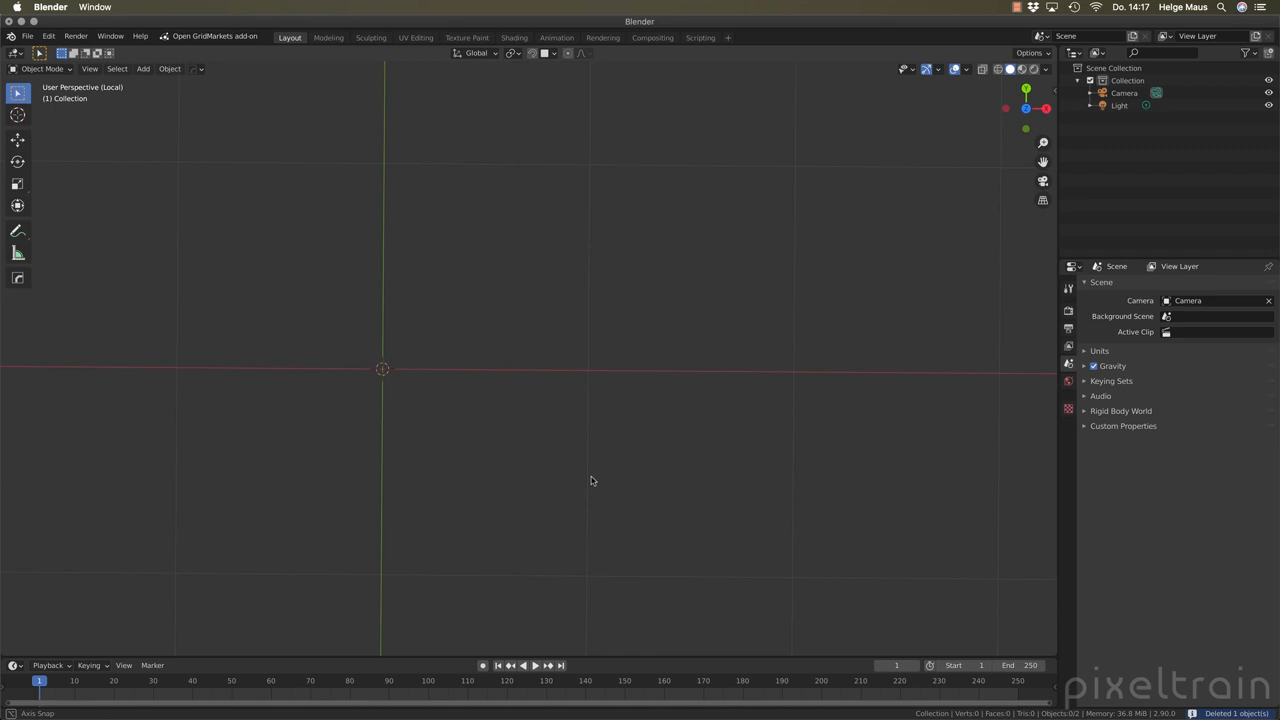 Blender Window Do. 14:17 Helge Maus
Blender
File Edit Render Window Help Open GridMarkets add-on Layout Modeling Sculpting UV Editing Texture Paint Shading Animation Rendering Compositing Scripting + Scene View Layer
Global Options
Object Mode View Select Add Object
User Perspective (Local)
(1) Collection
Y
Z X
Scene Collection
Collection
Camera
Light
Scene View Layer
Scene
Camera Camera
Background Scene
Active Clip
Units
Gravity
Keying Sets
Audio
Rigid Body World
Custom Properties
Playback Keying View Marker 1 Start 1 End 250
1 10 20 30 40 50 60 70 80 90 100 110 120 130 140 150 160 170 180 190 200 210 220 230 240 250
pixeltrain
Axis Snap Collection | Verts:0 | Faces:0 | Tris:0 | Objects:0/2 | Memory: 36.8 MiB | 2.90.0 Deleted 1 object(s)